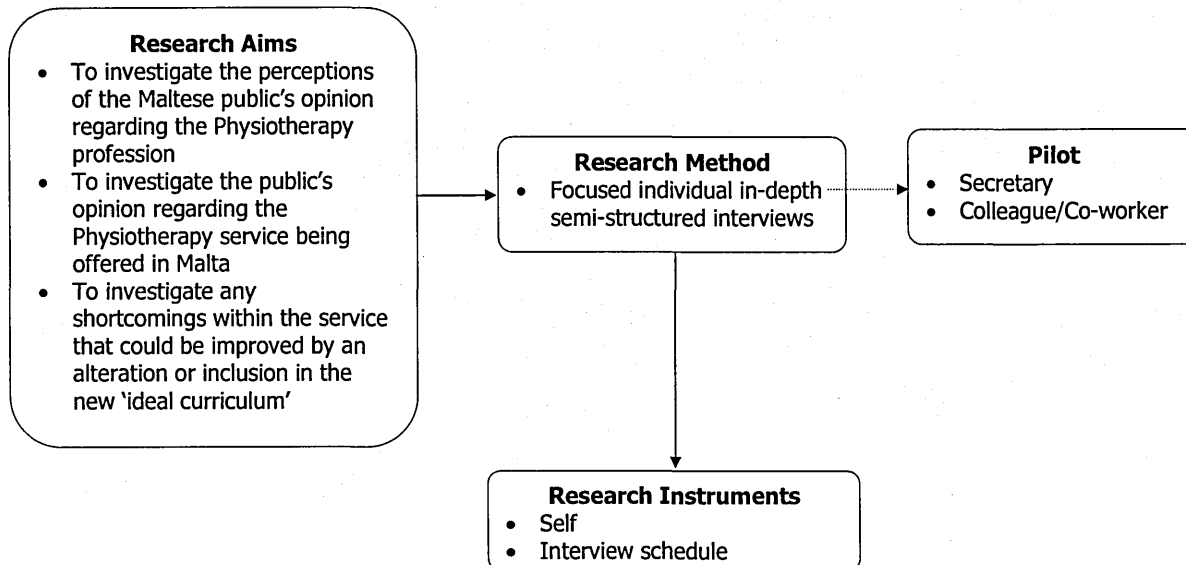 Research Aims
• To investigate the perceptions
of the Maltese public's opinion
regarding the Physiotherapy
profession
• To investigate the public's
opinion regarding the
Physiotherapy service being
offered in Malta
• To investigate any
shortcomings within the service
that could be improved by an
alteration or inclusion in the
new 'ideal curriculum'
Research Method
• Focused individual in-depth
semi-structured interviews
Pilot
• Secretary
• Colleague/Co-worker
Research Instruments
• Self
• Interview schedule